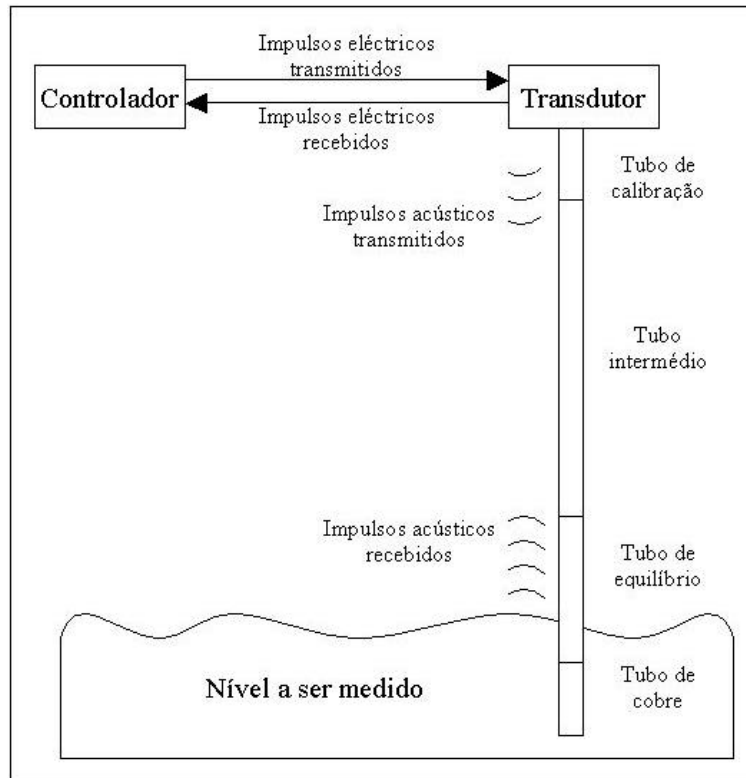 Impulsos eléctricos
transmitidos
Controlador
Transdutor
Impulsos eléctricos
recebidos
Tubo de
calibração
Impulsos acústicos
transmitidos
Tubo
intermédio
Impulsos acústicos
recebidos
Tubo de
equilíbrio
Nível a ser medido
Tubo de
cobre